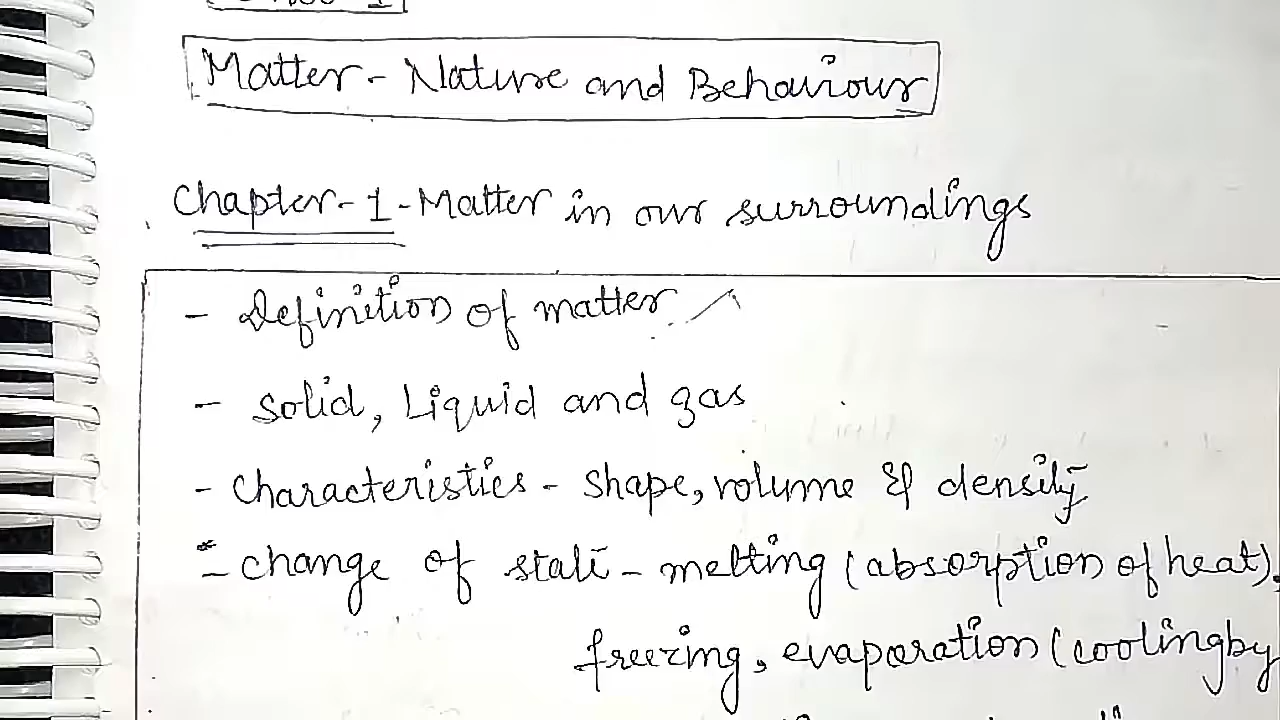 Matter - Nature and Behaviour
Chapter - 1 - Matter in our surroundings
- Definition of matter
- solid, Liquid and gas
- characteristics - shape, volume & density
- change of state - melting (absorption of heat),
freezing, evaparation (cooling by